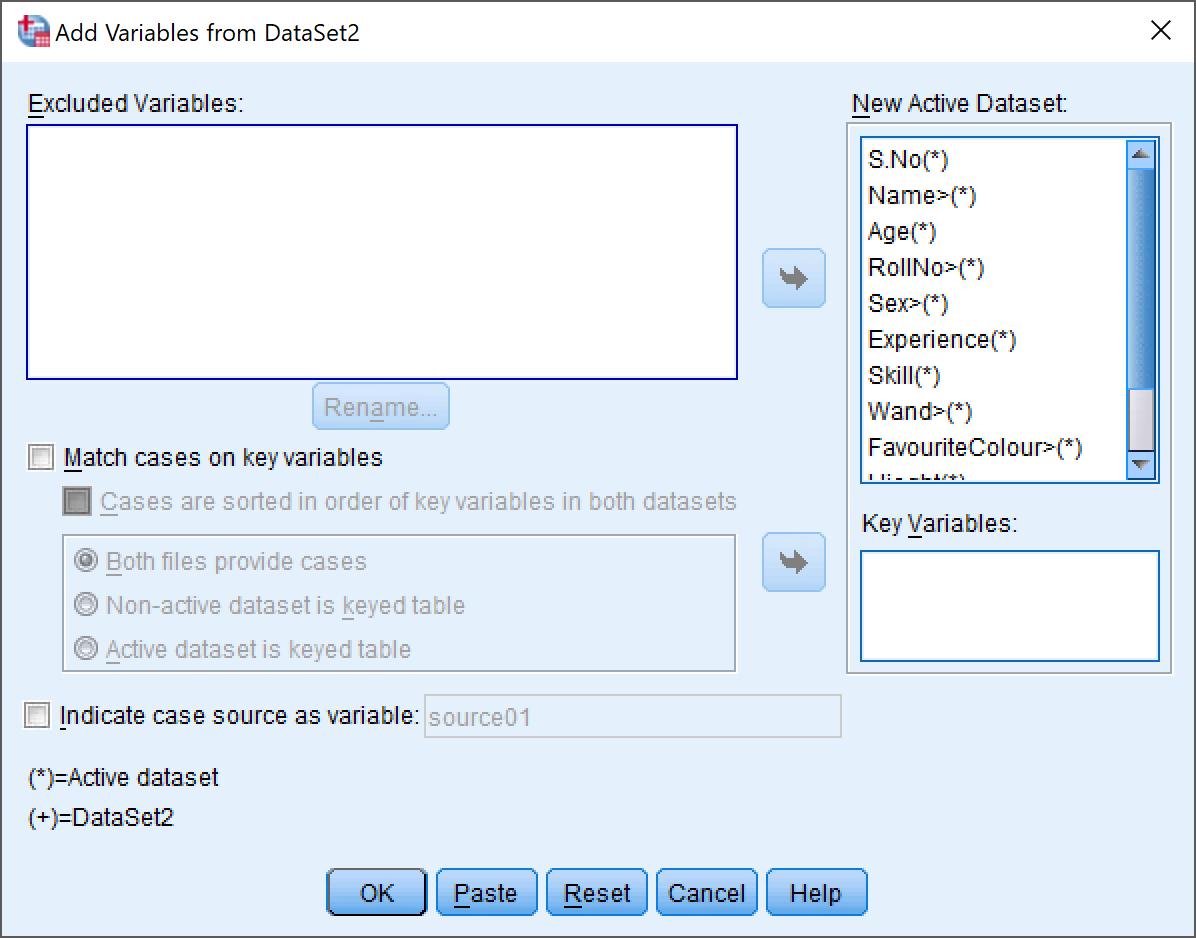 Add Variables from DataSet2
Excluded Variables:
New Active Dataset:
S.No(*)
Name>(*)
Age(*)
RollNo>(*)
Sex>(*)
Experience(*)
Skill(*)
Wand>(*)
FavouriteColour>(*)
Rename...
Match cases on key variables
Cases are sorted in order of key variables in both datasets
Both files provide cases
Non-active dataset is keyed table
Active dataset is keyed table
Key Variables:
Indicate case source as variable: source01
(*)=Active dataset
(+)=DataSet2
OK Paste Reset Cancel Help